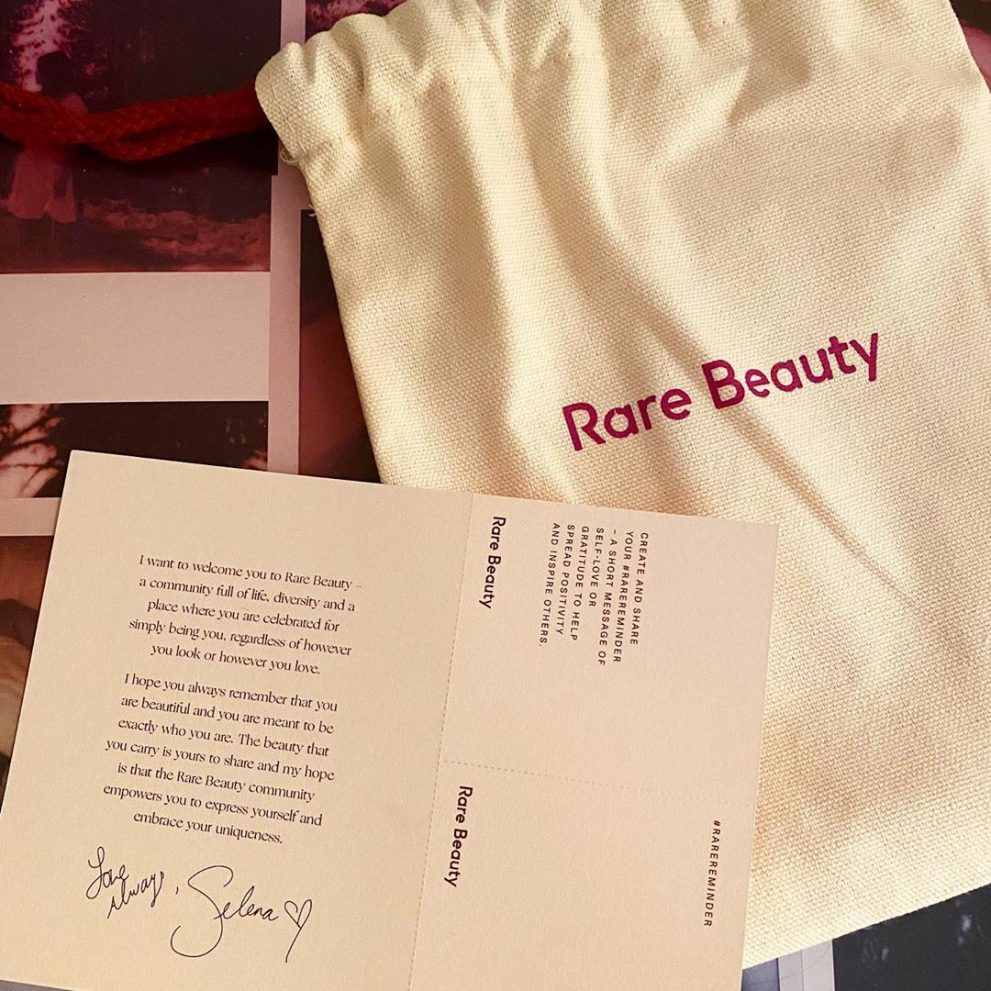 Rare Beauty
I want to welcome you to Rare Beauty –
a community full of life, diversity and a
place where you are celebrated for
simply being you, regardless of however
you look or however you love.
I hope you always remember that you
are beautiful and you are meant to be
exactly who you are. The beauty that
you carry is yours to share and my hope
is that the Rare Beauty community
empowers you to express yourself and
embrace your uniqueness.
Love
always,
Selena
Rare Beauty
CREATE AND SHARE
YOUR #RAREREMINDER
– A SHORT MESSAGE OF
SELF-LOVE OR
GRATITUDE TO HELP
SPREAD POSITIVITY
AND INSPIRE OTHERS.
Rare Beauty
#RAREREMINDER